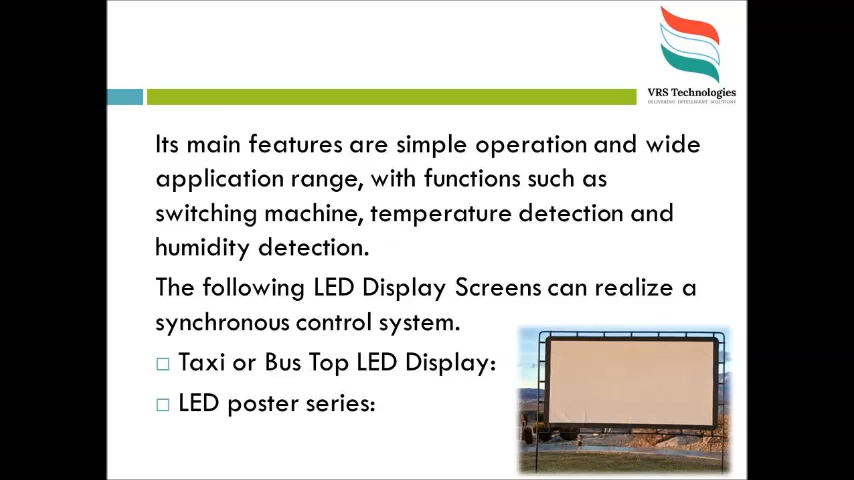 VRS Technologies
DELIVERING INTELLIGENT SOLUTIONS
Its main features are simple operation and wide
application range, with functions such as
switching machine, temperature detection and
humidity detection.
The following LED Display Screens can realize a
synchronous control system.
Taxi or Bus Top LED Display:
LED poster series: